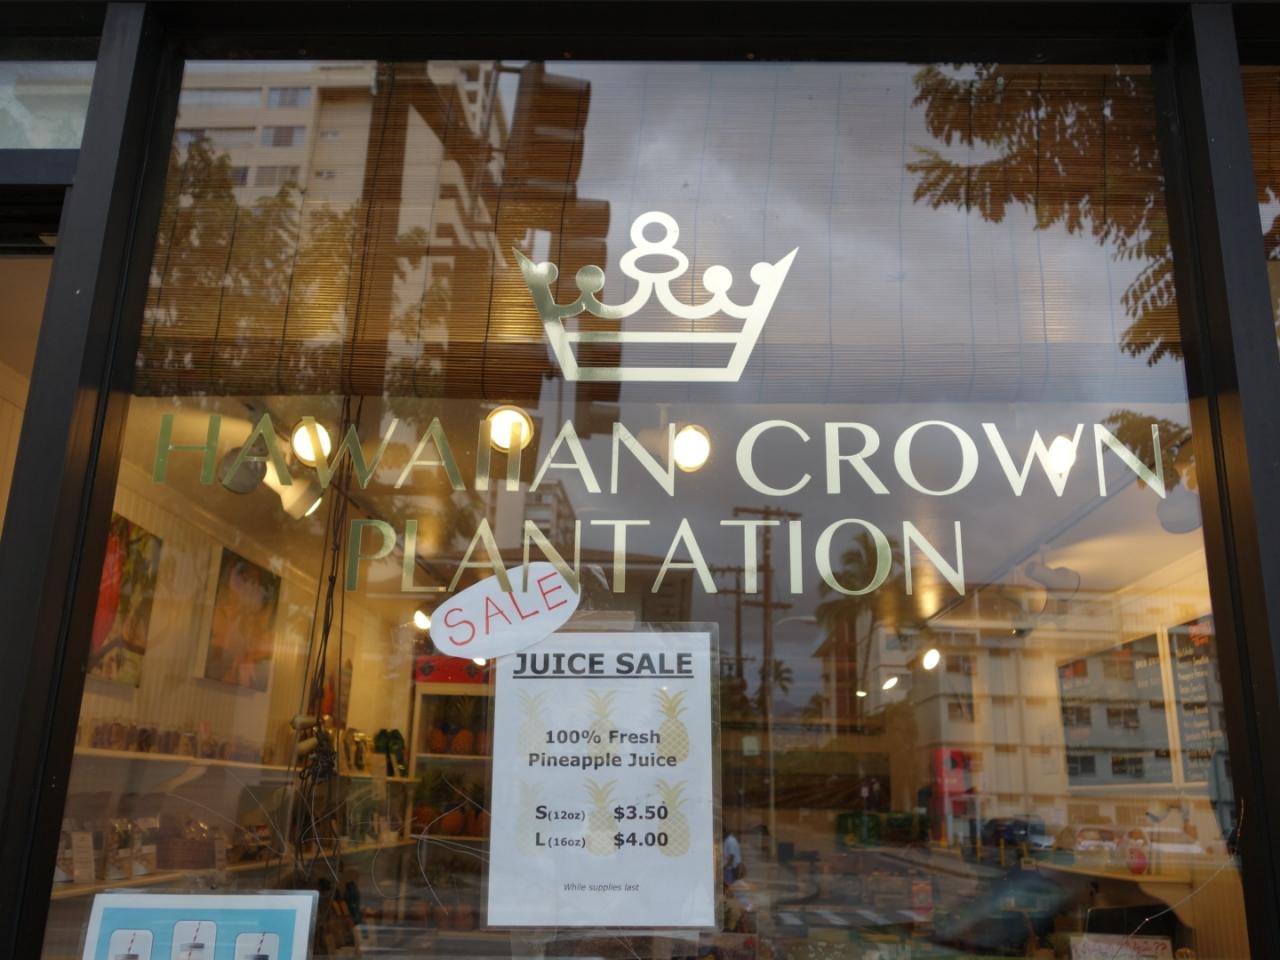 HAWAIIAN CROWN
PLANTATION
SALE
JUICE SALE
100% Fresh
Pineapple Juice
S(12oz) $3.50
L(16oz) $4.00
While supplies last